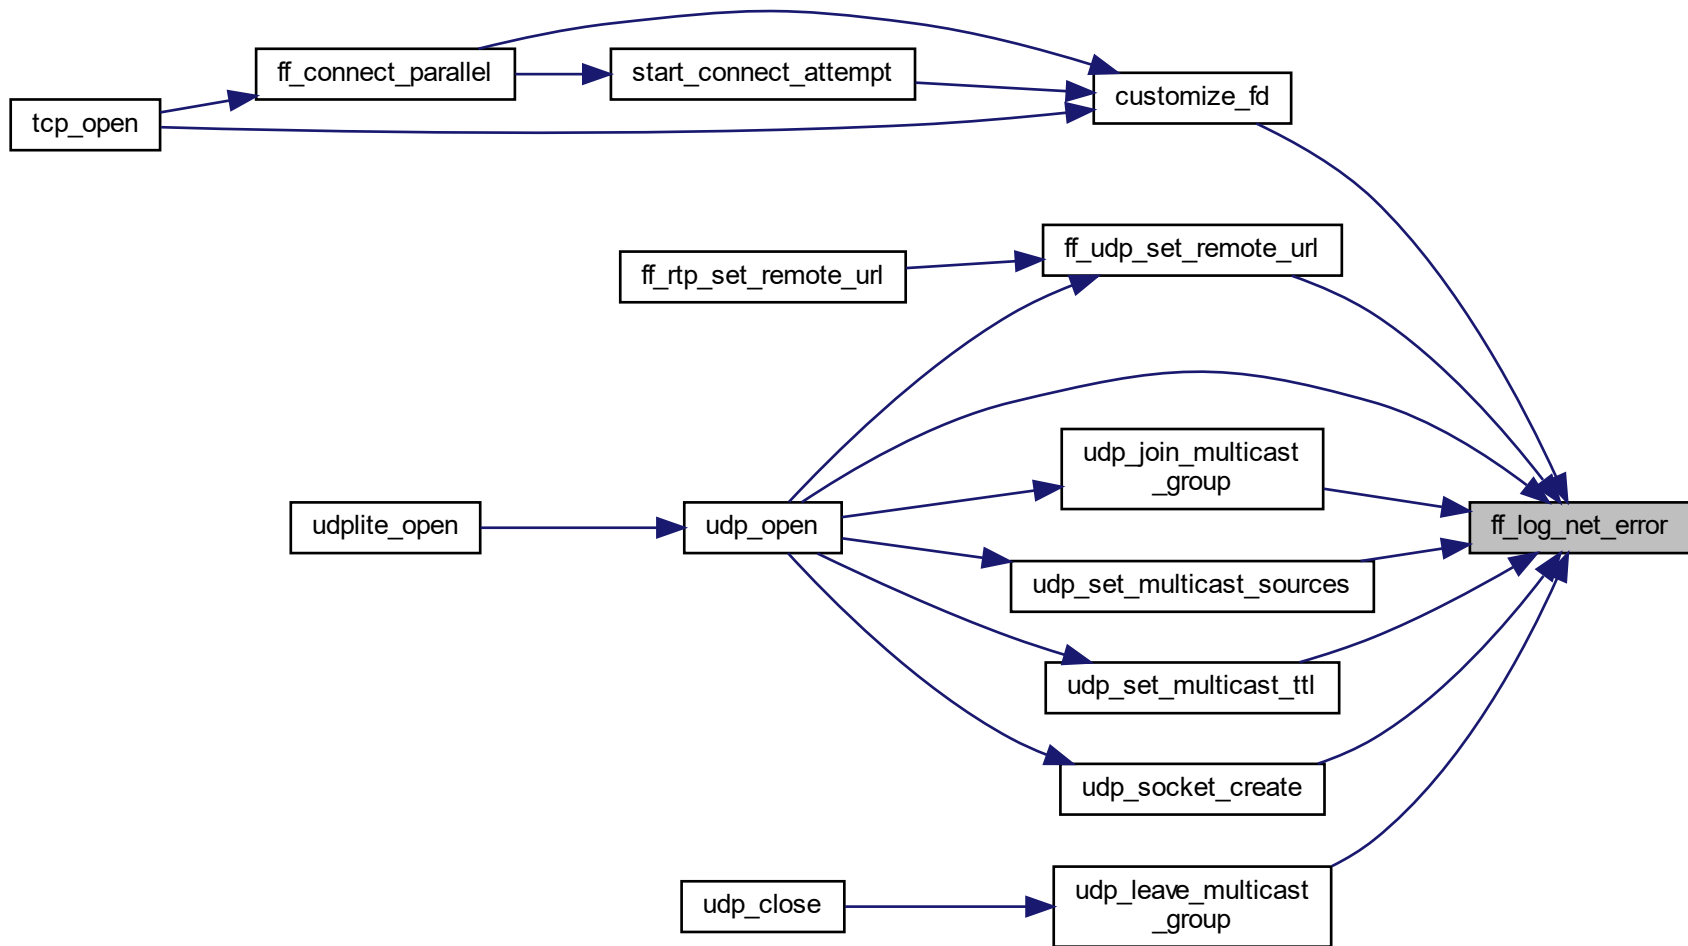 ff_connect_parallel
start_connect_attempt
customize_fd
tcp_open
ff_udp_set_remote_url
ff_rtp_set_remote_url
udp_join_multicast
_group
udplite_open
udp_open
ff_log_net_error
udp_set_multicast_sources
udp_set_multicast_ttl
udp_socket_create
udp_close
udp_leave_multicast
_group